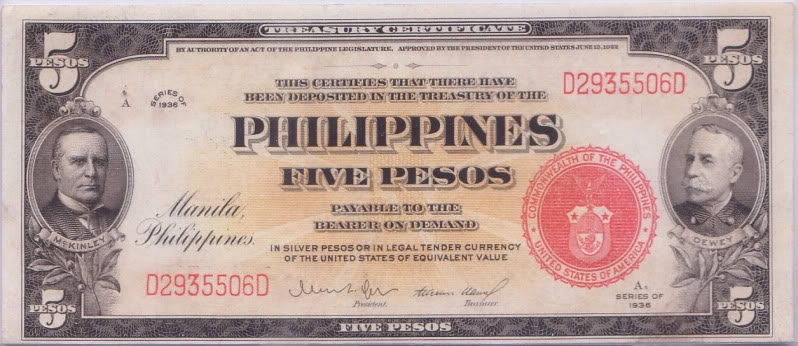 TREASURY CERTIFICATE
BY AUTHORITY OF AN ACT OF THE PHILIPPINE LEGISLATURE, APPROVED BY THE PRESIDENT OF THE UNITED STATES JUNE 13, 1922
5 PESOS
5 PESOS
THIS CERTIFIES THAT THERE HAVE
BEEN DEPOSITED IN THE TREASURY OF THE
D2935506D
A
SERIES OF
1936
PHILIPPINES
FIVE PESOS
PAYABLE TO THE
BEARER ON DEMAND
IN SILVER PESOS OR IN LEGAL TENDER CURRENCY
OF THE UNITED STATES OF EQUIVALENT VALUE
Manila,
Philippines.
McKINLEY
COMMONWEALTH OF THE PHILIPPINES
UNITED STATES OF AMERICA
DEWEY
D2935506D
President.
Treasurer.
A
SERIES OF
1936
PESOS 5
FIVE PESOS
PESOS 5